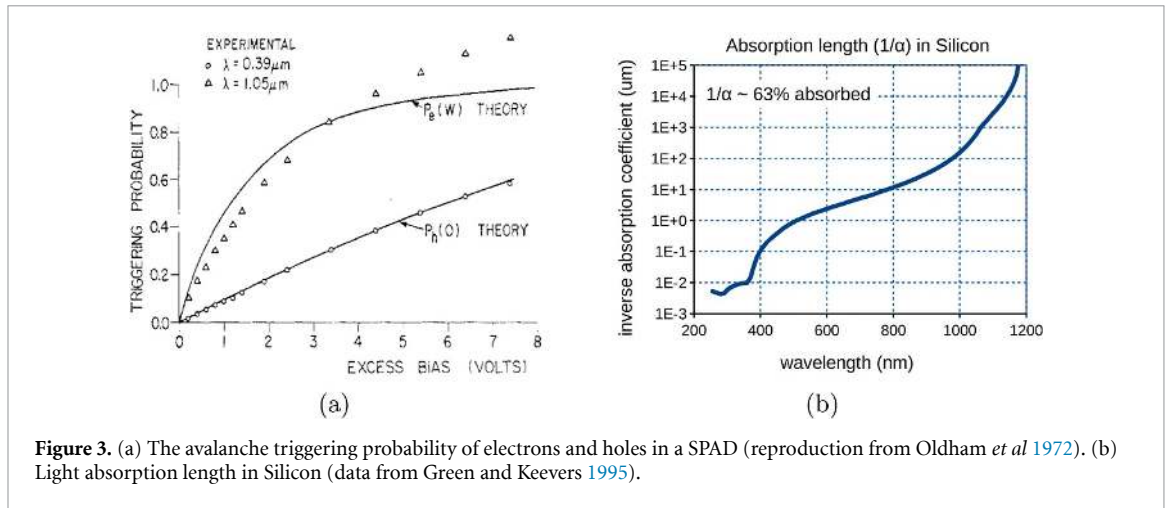 EXPERIMENTAL
o λ = 0.39μm
△ λ = 1.05μm
TRIGGERING PROBABILITY
1.0
0.8
0.6
0.4
0.2
0.0
Pe(W) THEORY
Ph(O) THEORY
0 1 2 3 4 5 6 7 8
EXCESS BIAS (VOLTS)
(a)
Absorption length (1/α) in Silicon
inverse absorption coefficient (um)
1E+5
1E+4
1E+3
1E+2
1E+1
1E+0
1E-1
1E-2
1E-3
1/α ~ 63% absorbed
200 400 600 800 1000 1200
wavelength (nm)
(b)
Figure 3. (a) The avalanche triggering probability of electrons and holes in a SPAD (reproduction from Oldham et al 1972). (b)
Light absorption length in Silicon (data from Green and Keevers 1995).